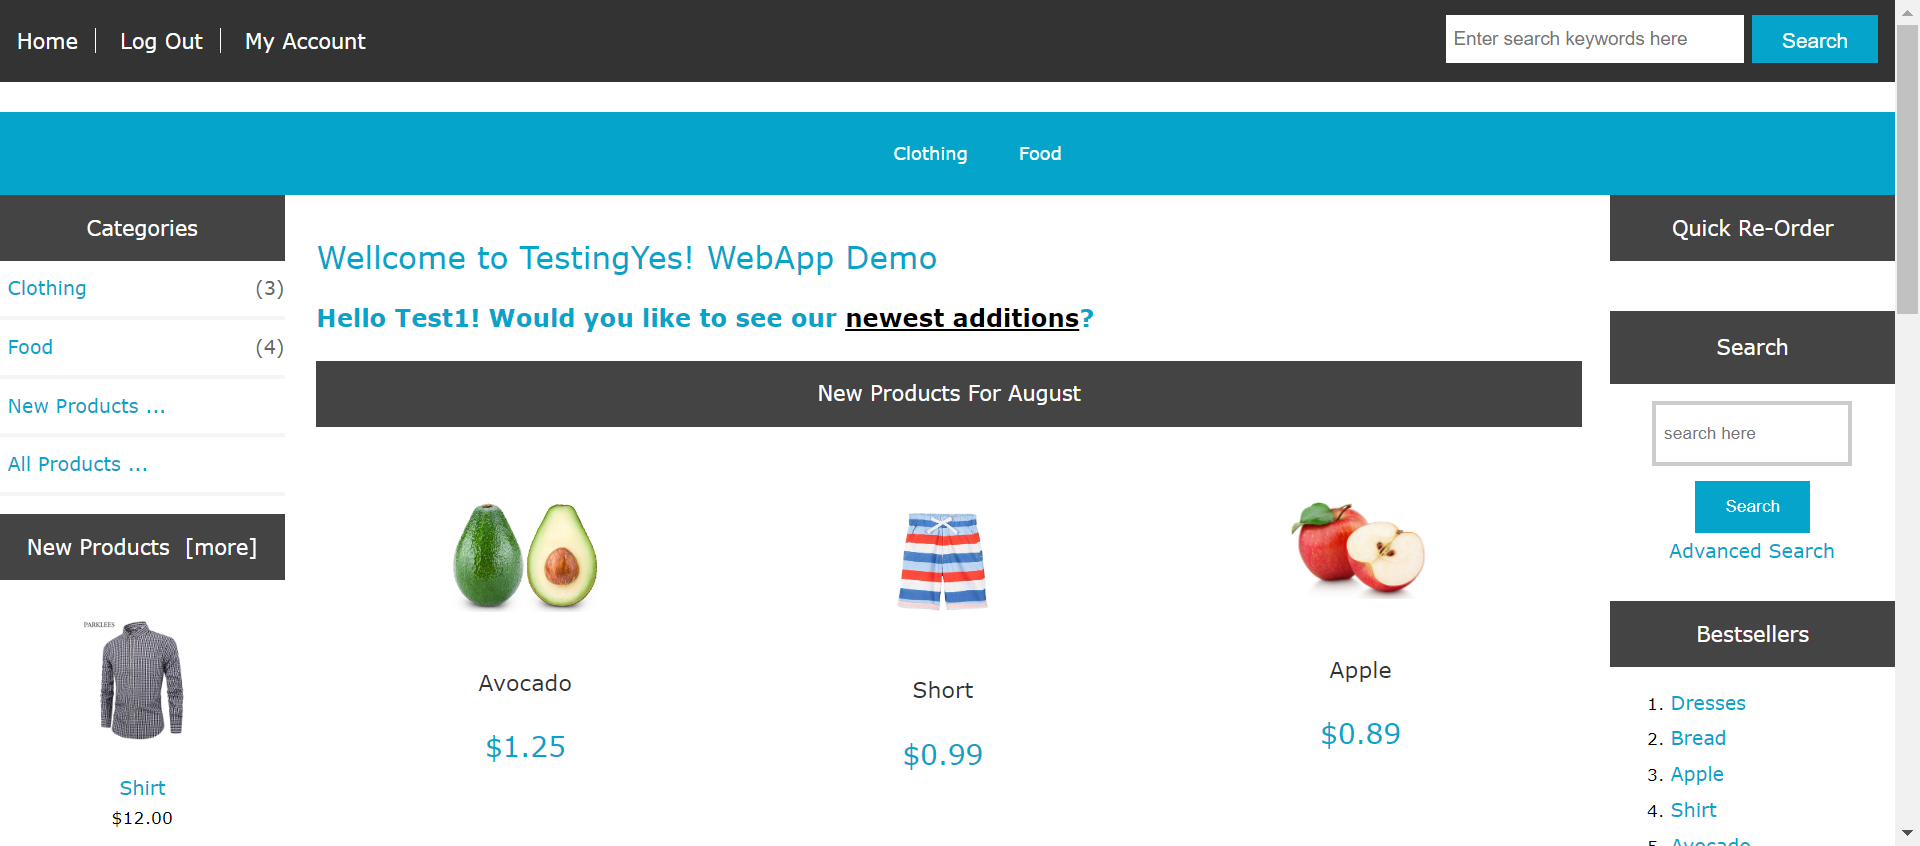 Home
Log Out
My Account
Enter search keywords here
Search
Clothing
Food
Categories
Clothing (3)
Food (4)
New Products ...
All Products ...
New Products [more]
PARKLEES
Shirt
$12.00
Wellcome to TestingYes! WebApp Demo
Hello Test1! Would you like to see our newest additions?
New Products For August
Avocado
$1.25
Short
$0.99
Apple
$0.89
Quick Re-Order
Search
search here
Search
Advanced Search
Bestsellers
1. Dresses
2. Bread
3. Apple
4. Shirt
5. Avocado